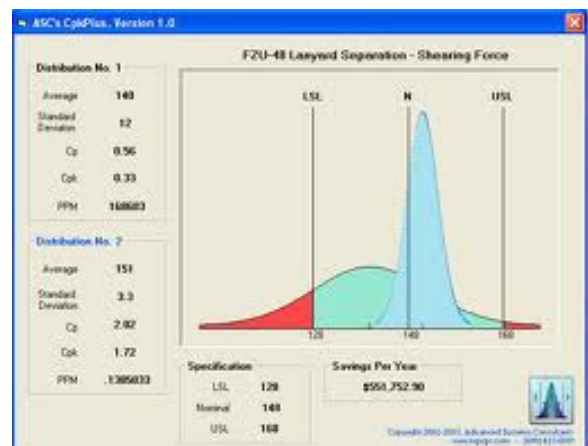 ASC's CpkPlus, Version 1.0
FZU-48 Lanyard Separation - Shearing Force
Distribution No. 1
Average
Standard Deviation 12
Cp 0.56
Cpk 0.33
PPM 168603
Distribution No. 2
Average
Standard Deviation 3.3
Cp 2.02
Cpk 1.72
PPM
LSL N USL
120 140 160
Specification
LSL 120
Nominal
USL 160
Savings Per Year
$551,752.90
Advanced Systems Consultants